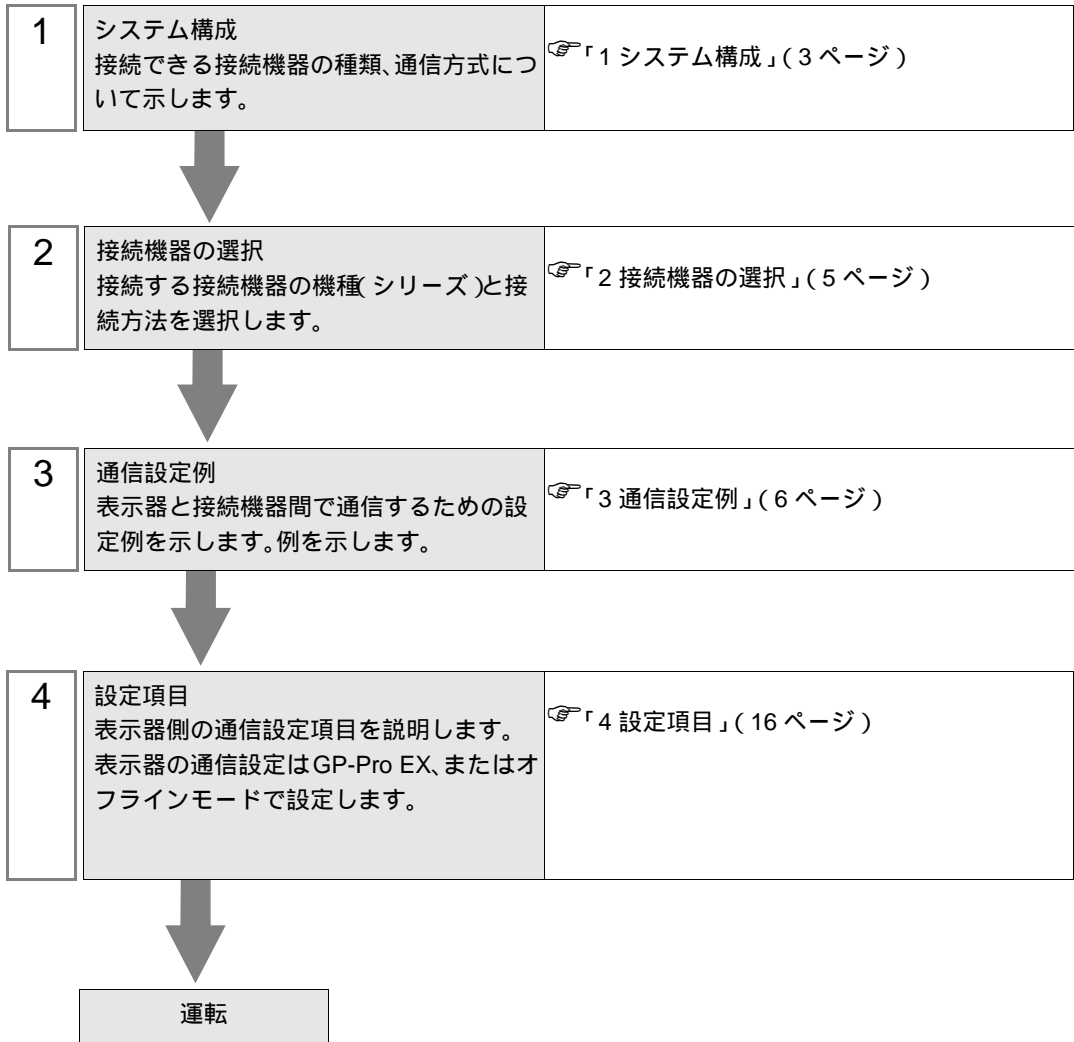 1
システム構成
接続できる接続機器の種類、通信方式につ
いて示します。
☞「1 システム構成」(3 ページ)
2
接続機器の選択
接続する接続機器の機種(シリーズ)と接
続方法を選択します。
☞「2 接続機器の選択」(5 ページ)
3
通信設定例
表示器と接続機器間で通信するための設
定例を示します。例を示します。
☞「3 通信設定例」(6 ページ)
4
設定項目
表示器側の通信設定項目を説明します。
表示器の通信設定はGP-Pro EX、またはオ
フラインモードで設定します。
☞「4 設定項目」(16 ページ)
運転